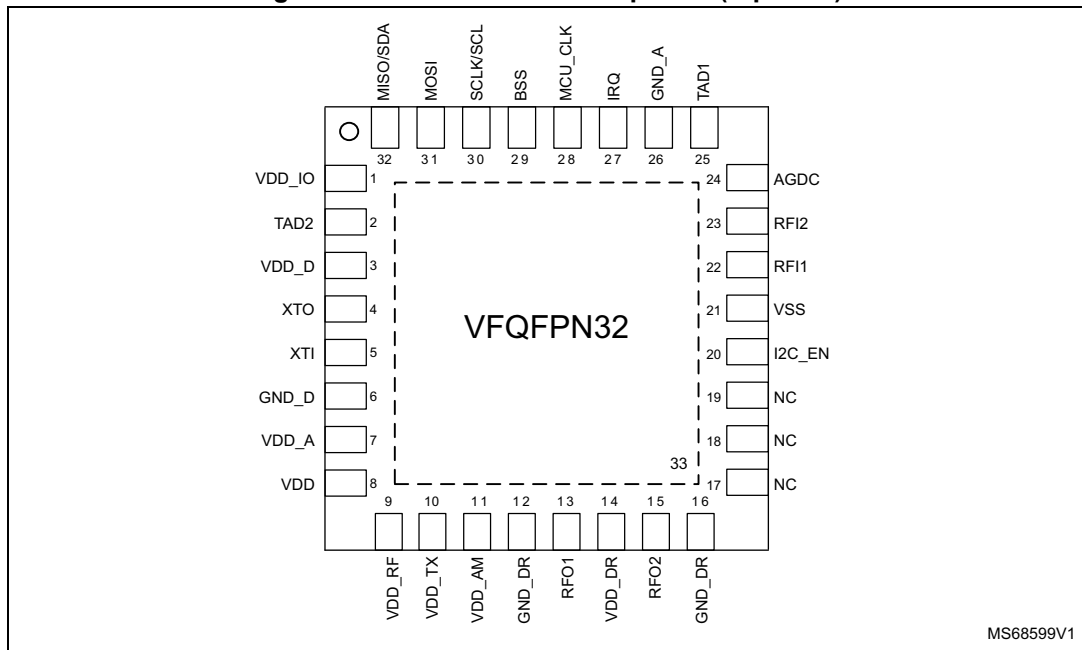 MISO/SDA
MOSI
SCLK/SCL
BSS
MCU_CLK
IRQ
GND_A
TAD1
32 31 30 29 28 27 26 25
VDD_IO 1
TAD2 2
VDD_D 3
XTO 4
XTI 5
GND_D 6
VDD_A 7
VDD 8
VFQFPN32
24 AGDC
23 RFI2
22 RFI1
21 VSS
20 I2C_EN
19 NC
18 NC
33
17 NC
9 10 11 12 13 14 15 16
VDD_RF
VDD_TX
VDD_AM
GND_DR
RFO1
VDD_DR
RFO2
GND_DR
MS68599V1